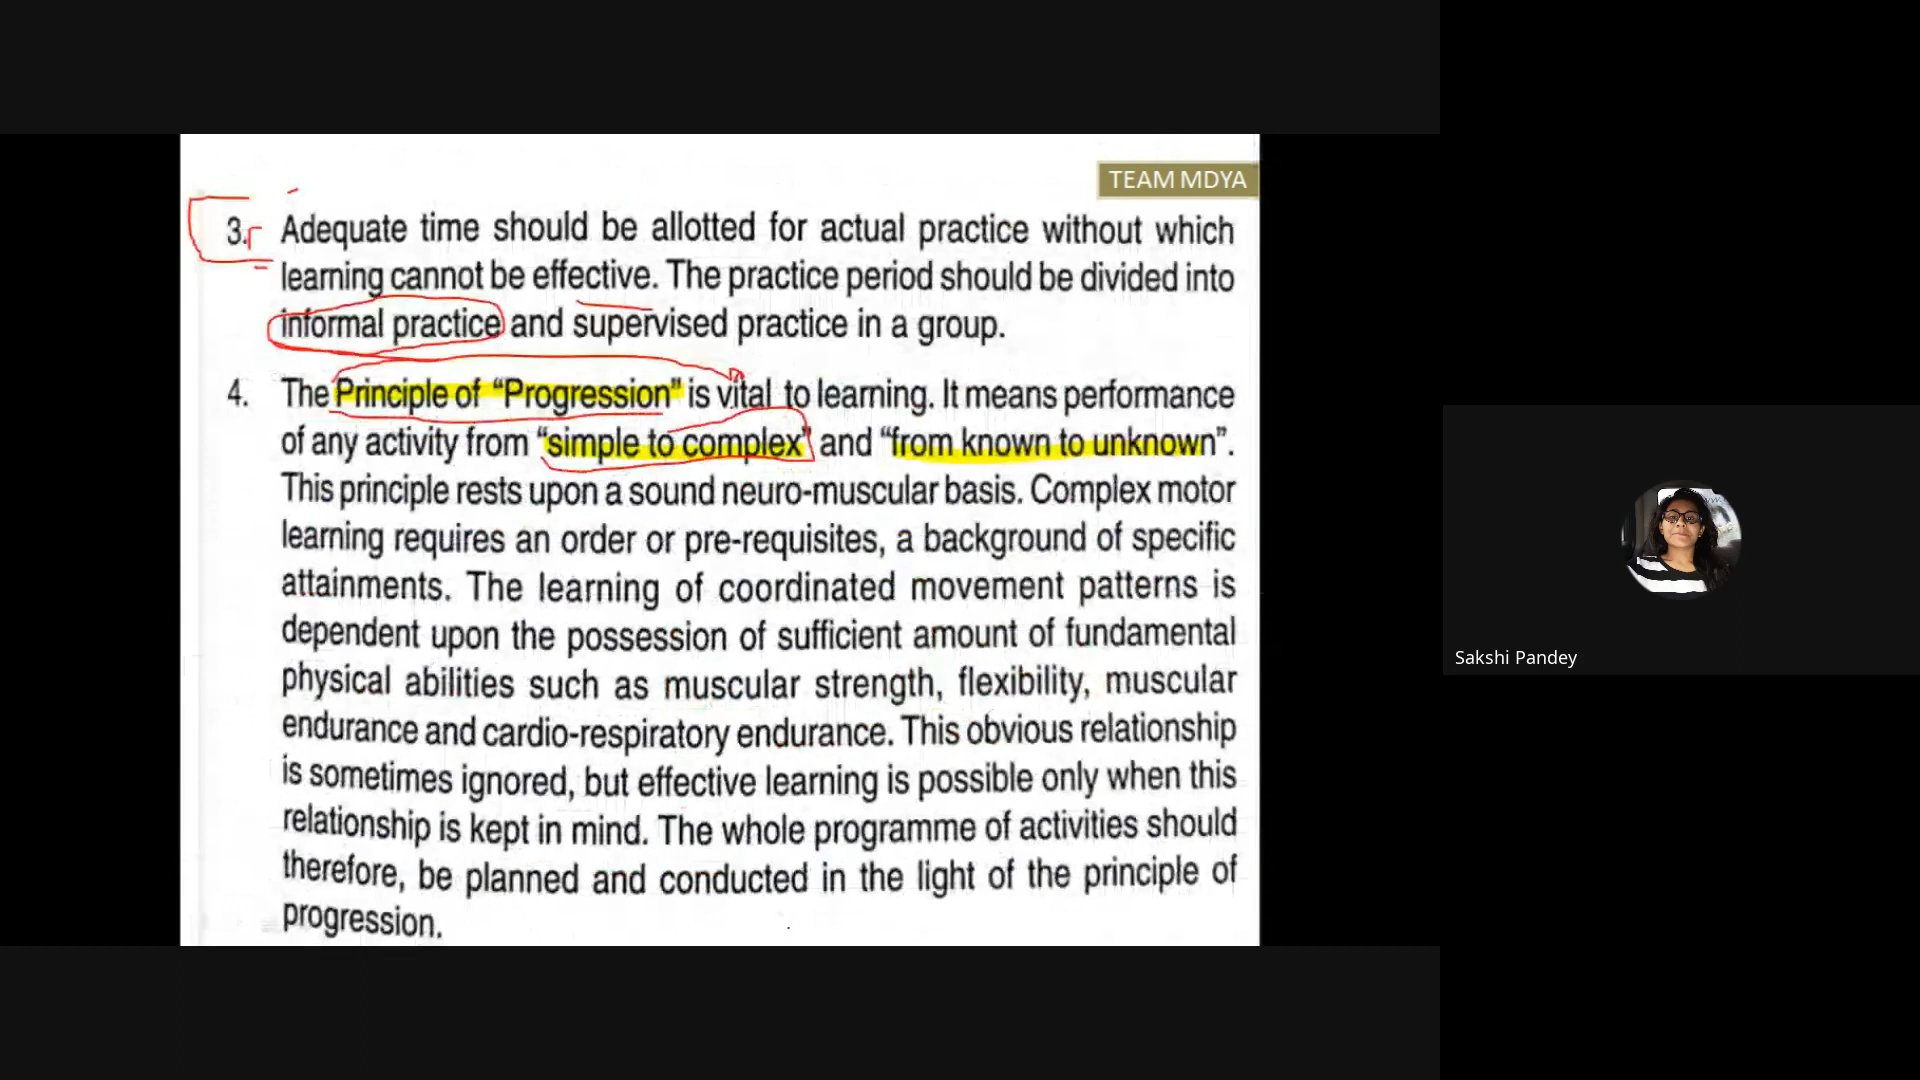 TEAM MDYA
3. Adequate time should be allotted for actual practice without which
learning cannot be effective. The practice period should be divided into
informal practice and supervised practice in a group.
4. The Principle of “Progression” is vital to learning. It means performance
of any activity from “simple to complex” and “from known to unknown”.
This principle rests upon a sound neuro-muscular basis. Complex motor
learning requires an order or pre-requisites, a background of specific
attainments. The learning of coordinated movement patterns is
dependent upon the possession of sufficient amount of fundamental
physical abilities such as muscular strength, flexibility, muscular
endurance and cardio-respiratory endurance. This obvious relationship
is sometimes ignored, but effective learning is possible only when this
relationship is kept in mind. The whole programme of activities should
therefore, be planned and conducted in the light of the principle of
progression.
Sakshi Pandey